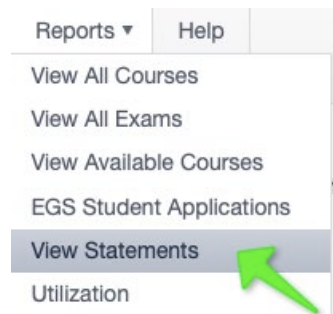 Reports ▾ Help
View All Courses
View All Exams
View Available Courses
EGS Student Applications
View Statements
Utilization